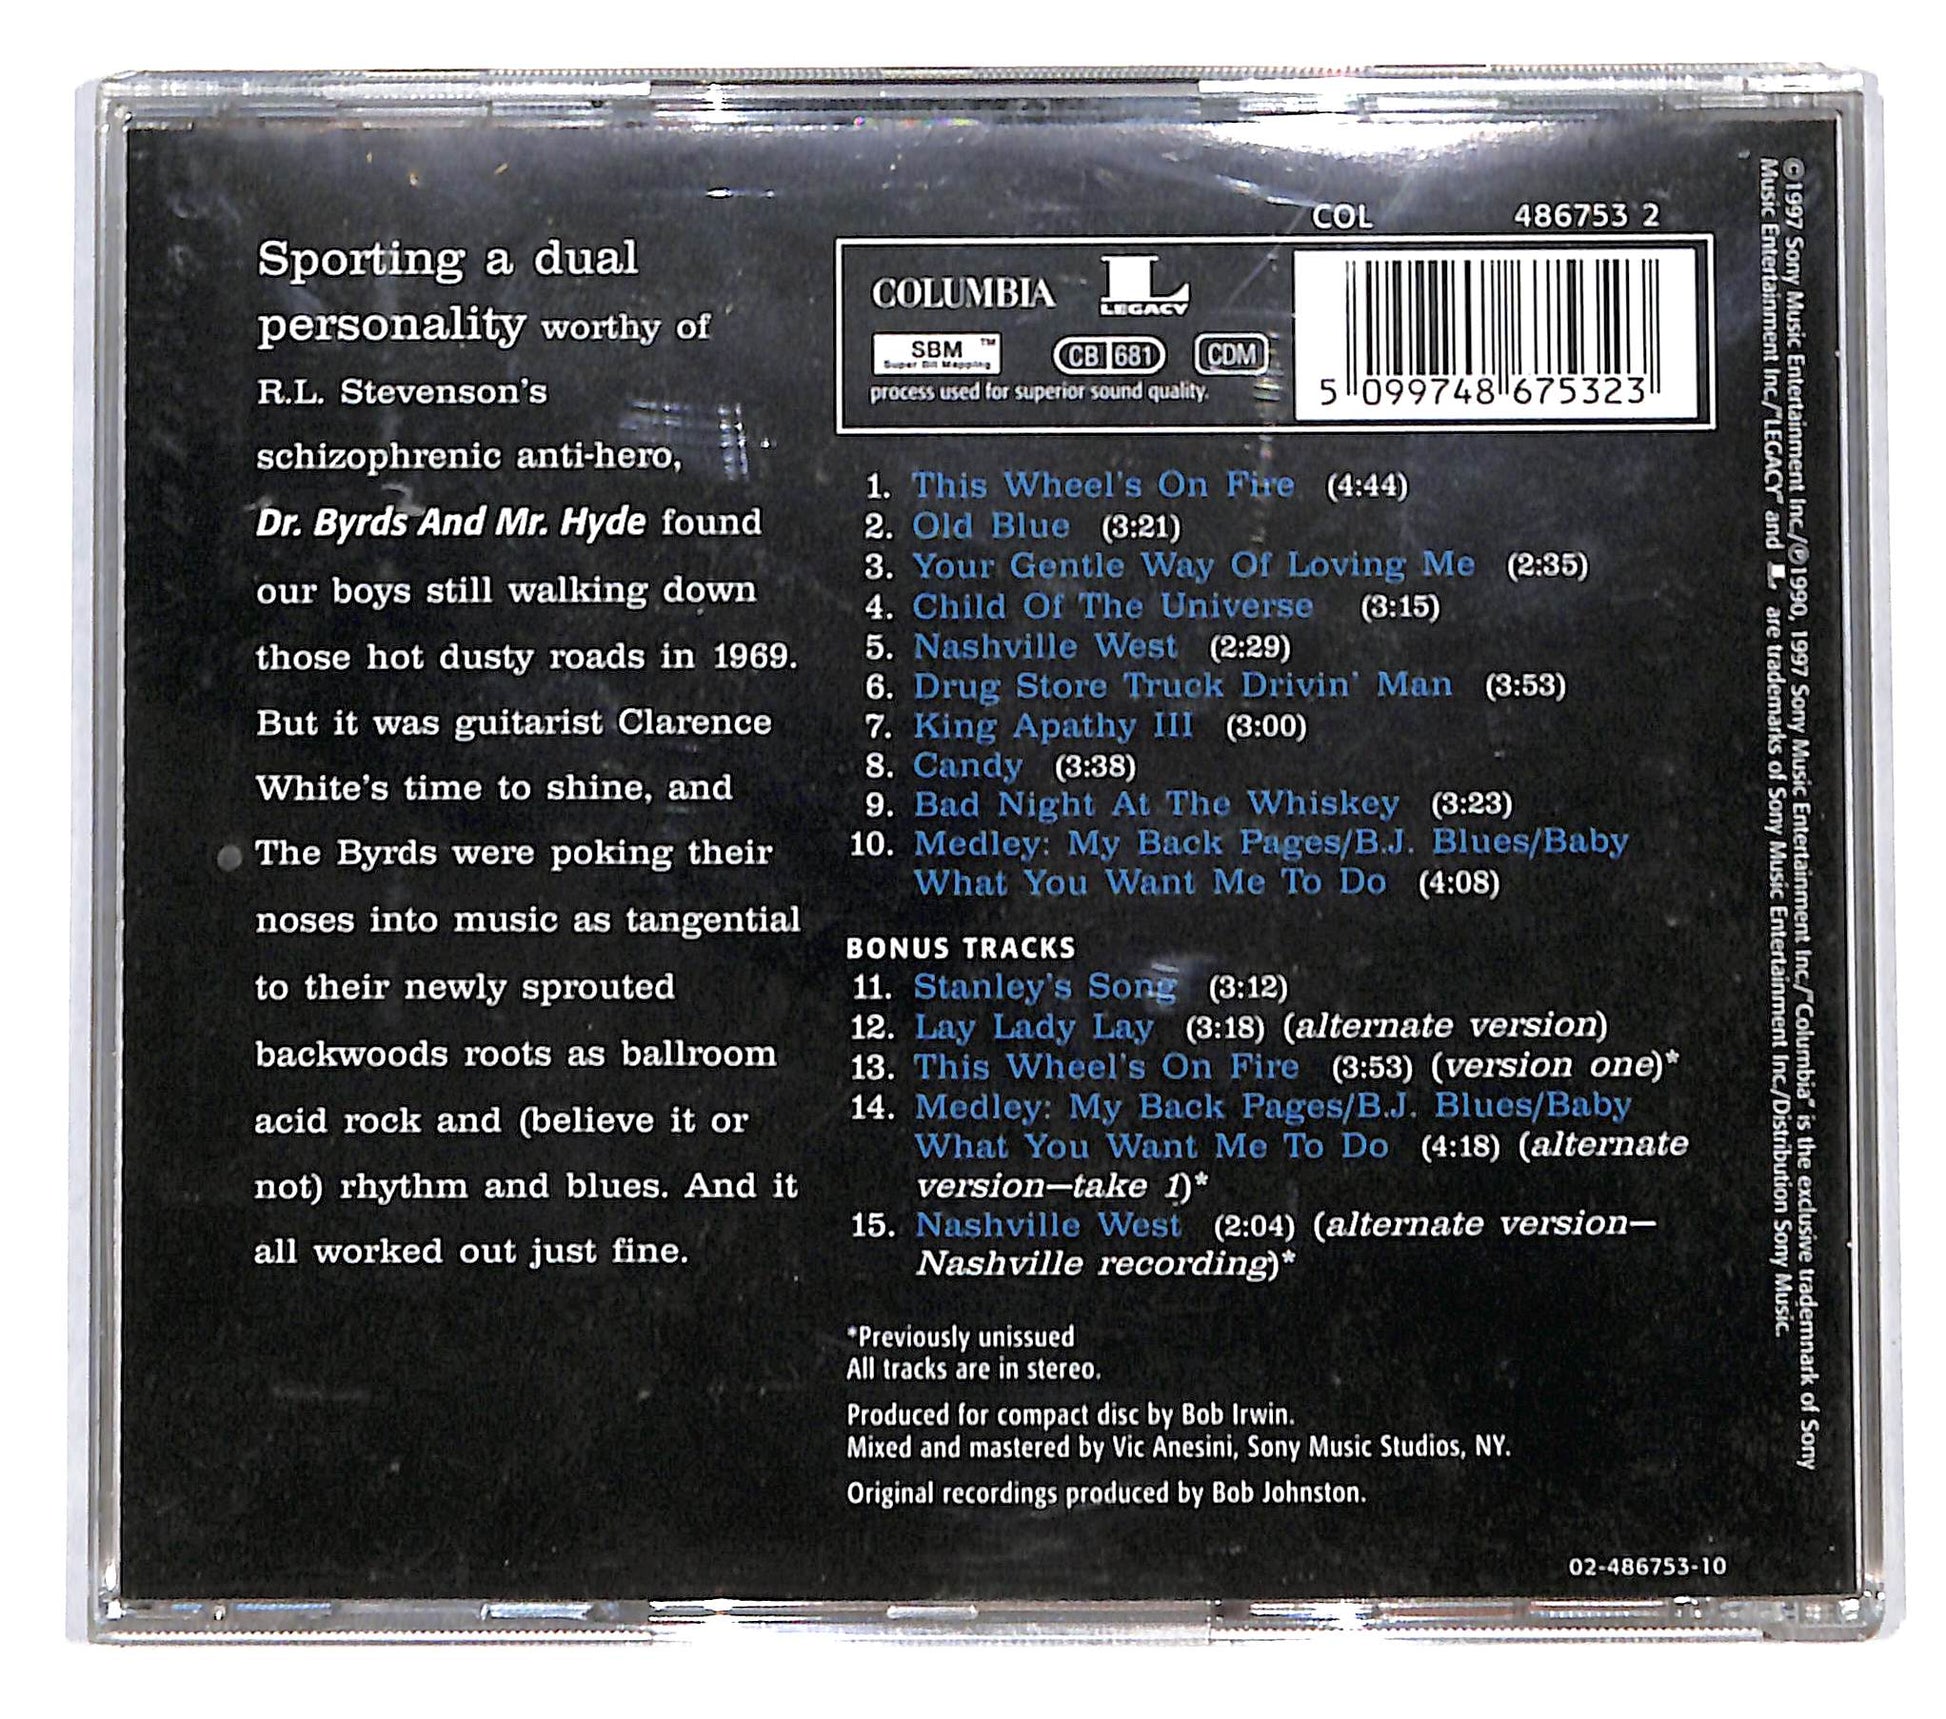 Sporting a dual
personality worthy of
R.L. Stevenson's
schizophrenic anti-hero,
Dr. Byrds And Mr. Hyde found
our boys still walking down
those hot dusty roads in 1969.
But it was guitarist Clarence
White's time to shine, and
The Byrds were poking their
noses into music as tangential
to their newly sprouted
backwoods roots as ballroom
acid rock and (believe it or
not) rhythm and blues. And it
all worked out just fine.
COL 486753 2
COLUMBIA L LEGACY
SBM™ CB 681 CDM
Super Bit Mapping
process used for superior sound quality.
5 099748 675323
1. This Wheel's On Fire (4:44)
2. Old Blue (3:21)
3. Your Gentle Way Of Loving Me (2:35)
4. Child Of The Universe (3:15)
5. Nashville West (2:29)
6. Drug Store Truck Drivin' Man (3:53)
7. King Apathy III (3:00)
8. Candy (3:38)
9. Bad Night At The Whiskey (3:23)
10. Medley: My Back Pages/B.J. Blues/Baby
What You Want Me To Do (4:08)
BONUS TRACKS
11. Stanley's Song (3:12)
12. Lay Lady Lay (3:18) (alternate version)
13. This Wheel's On Fire (3:53) (version one)*
14. Medley: My Back Pages/B.J. Blues/Baby
What You Want Me To Do (4:18) (alternate
version—take 1)*
15. Nashville West (2:04) (alternate version—
Nashville recording)*
*Previously unissued
All tracks are in stereo.
Produced for compact disc by Bob Irwin.
Mixed and mastered by Vic Anesini, Sony Music Studios, NY.
Original recordings produced by Bob Johnston.
02-486753-10
©1997 Sony Music Entertainment Inc./℗1990, 1997 Sony Music Entertainment Inc./"Columbia" is the exclusive trademark of Sony
Music Entertainment Inc./"LEGACY" and L are trademarks of Sony Music Entertainment Inc./Distribution Sony Music.